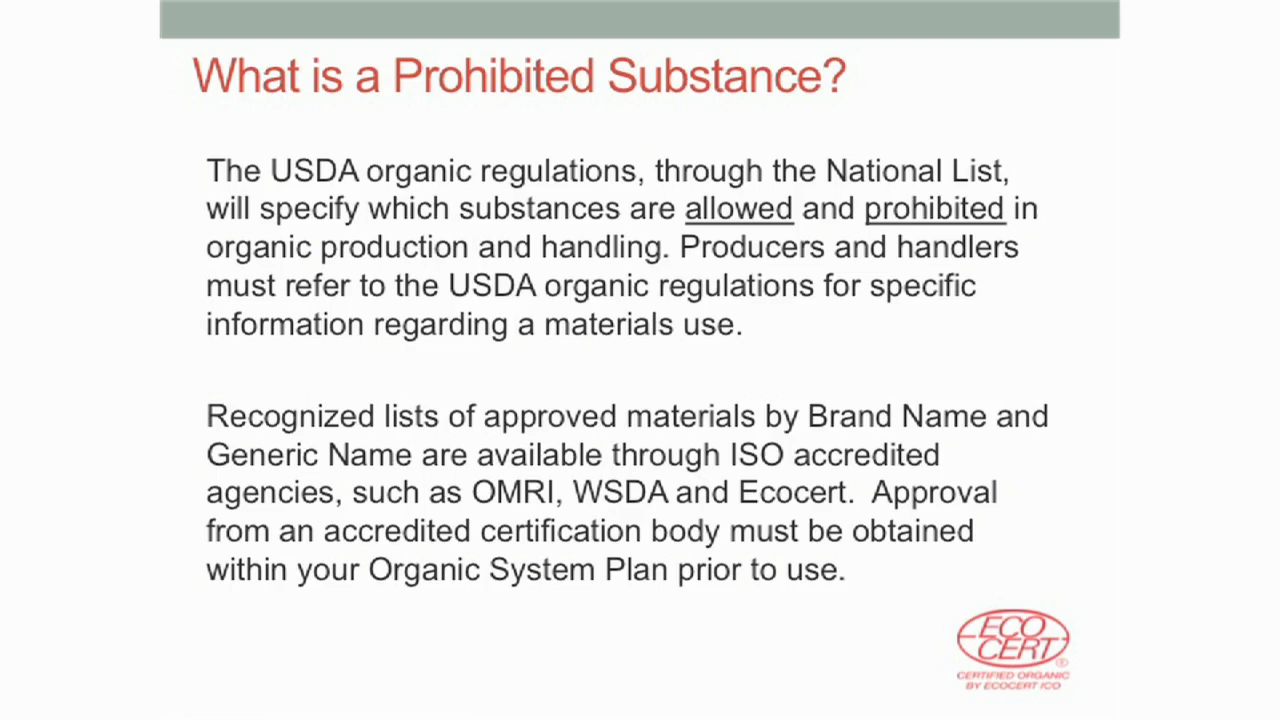 What is a Prohibited Substance?
The USDA organic regulations, through the National List,
will specify which substances are allowed and prohibited in
organic production and handling. Producers and handlers
must refer to the USDA organic regulations for specific
information regarding a materials use.
Recognized lists of approved materials by Brand Name and
Generic Name are available through ISO accredited
agencies, such as OMRI, WSDA and Ecocert.  Approval
from an accredited certification body must be obtained
within your Organic System Plan prior to use.
ECO
CERT®
CERTIFIED ORGANIC
BY ECOCERT ICO